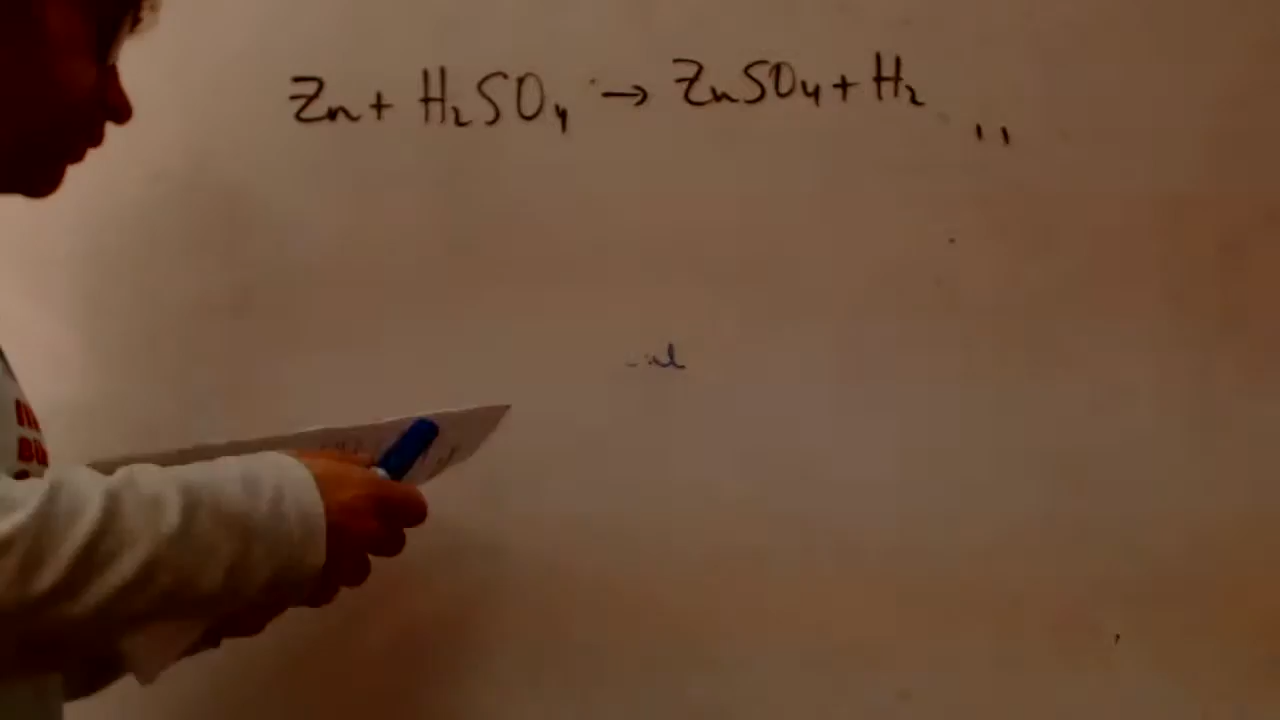 Zn + H₂SO₄ → ZnSO₄ + H₂